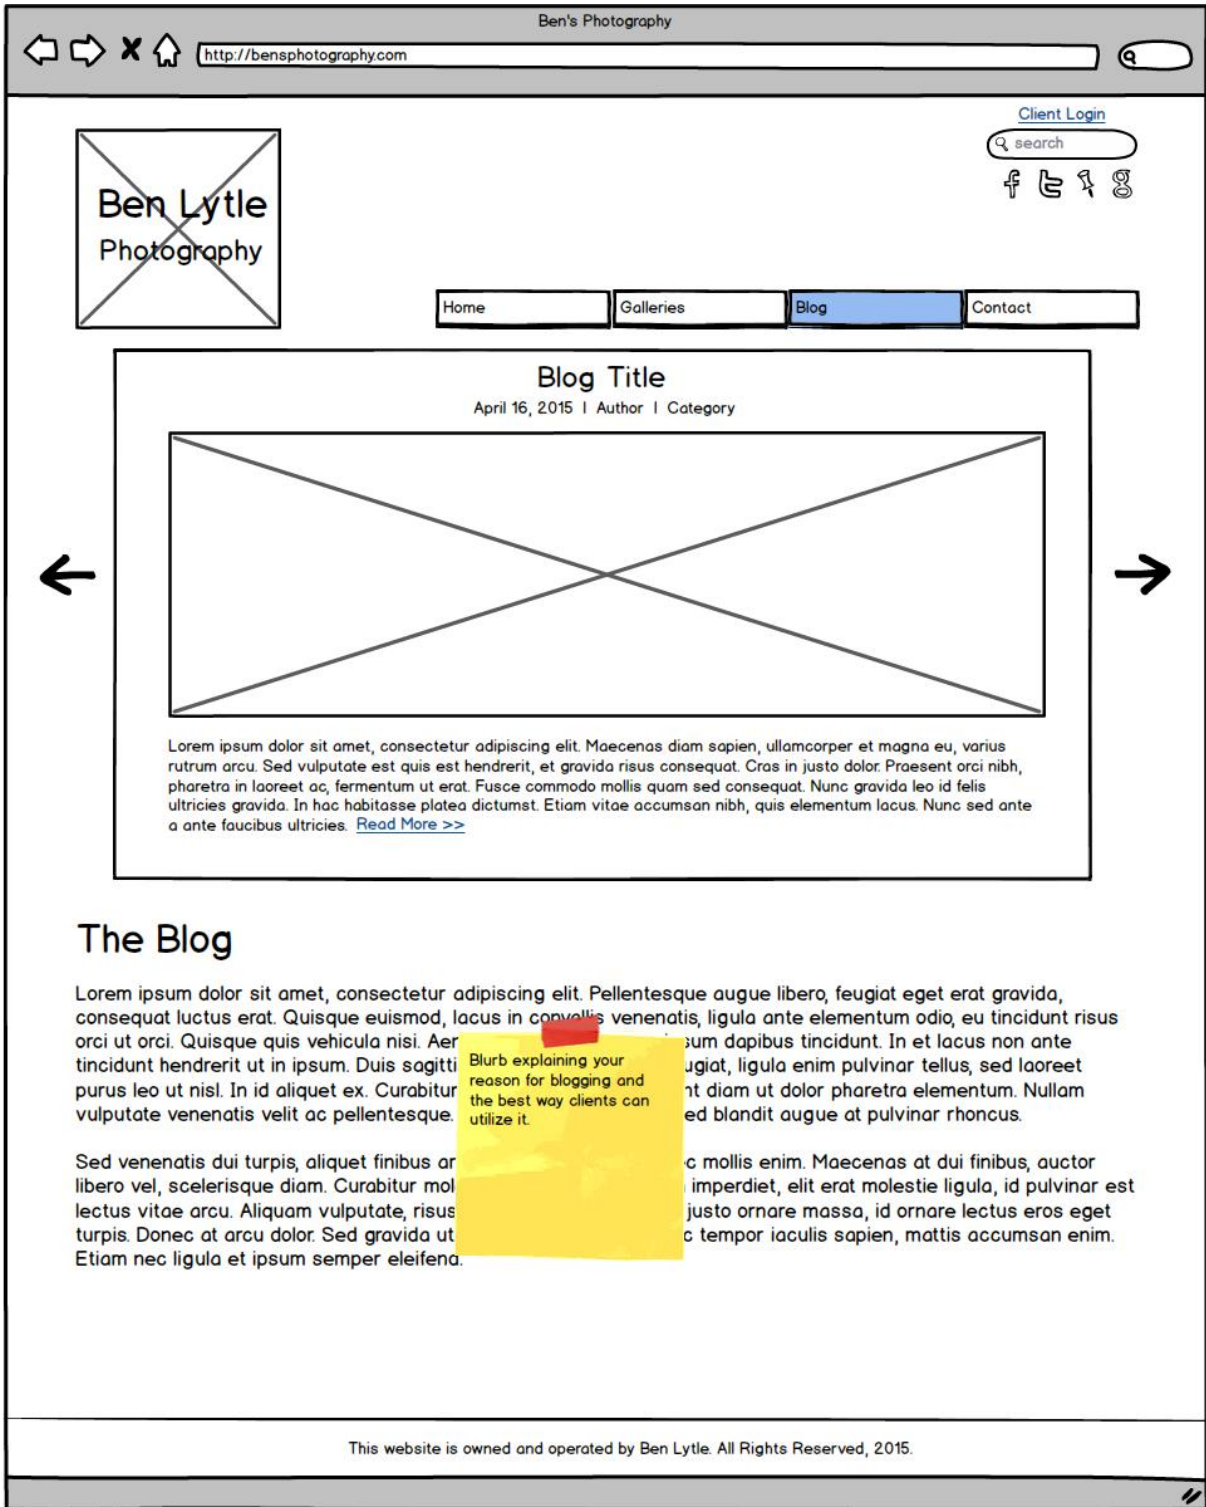 Ben's Photography
http://bensphotography.com
Client Login
search
Ben Lytle
Photography
Home
Galleries
Blog
Contact
Blog Title
April 16, 2015 | Author | Category
Lorem ipsum dolor sit amet, consectetur adipiscing elit. Maecenas diam sapien, ullamcorper et magna eu, varius
rutrum arcu. Sed vulputate est quis est hendrerit, et gravida risus consequat. Cras in justo dolor. Praesent orci nibh,
pharetra in laoreet ac, fermentum ut erat. Fusce commodo mollis quam sed consequat. Nunc gravida leo id felis
ultricies gravida. In hac habitasse platea dictumst. Etiam vitae accumsan nibh, quis elementum lacus. Nunc sed ante
a ante faucibus ultricies. Read More >>
The Blog
Lorem ipsum dolor sit amet, consectetur adipiscing elit. Pellentesque augue libero, feugiat eget erat gravida,
consequat luctus erat. Quisque euismod, lacus in convallis venenatis, ligula ante elementum odio, eu tincidunt risus
orci ut orci. Quisque quis vehicula nisi. dapibus tincidunt. In et lacus non ante
tincidunt hendrerit ut in ipsum. Duis ligula enim pulvinar tellus, sed laoreet
purus leo ut nisl. In id aliquet ex. diam ut dolor pharetra elementum. Nullam
vulputate venenatis velit ac pellentesque. blandit augue at pulvinar rhoncus.
Blurb explaining your
reason for blogging and
the best way clients can
utilize it.
Sed venenatis dui turpis, aliquet finibus mollis enim. Maecenas at dui finibus, auctor
libero vel, scelerisque diam. Curabitur imperdiet, elit erat molestie ligula, id pulvinar est
lectus vitae arcu. Aliquam vulputate, risus justo ornare massa, id ornare lectus eros eget
turpis. Donec at arcu dolor. Sed gravida ut tempor iaculis sapien, mattis accumsan enim.
Etiam nec ligula et ipsum semper eleifend.
This website is owned and operated by Ben Lytle. All Rights Reserved, 2015.